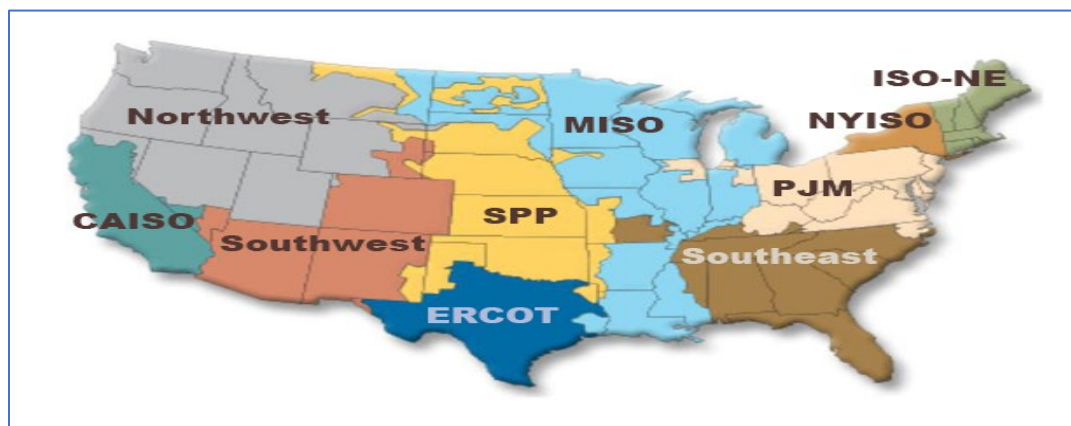 ISO-NE
Northwest
MISO
NYISO
PJM
CAISO
SPP
Southwest
Southeast
ERCOT